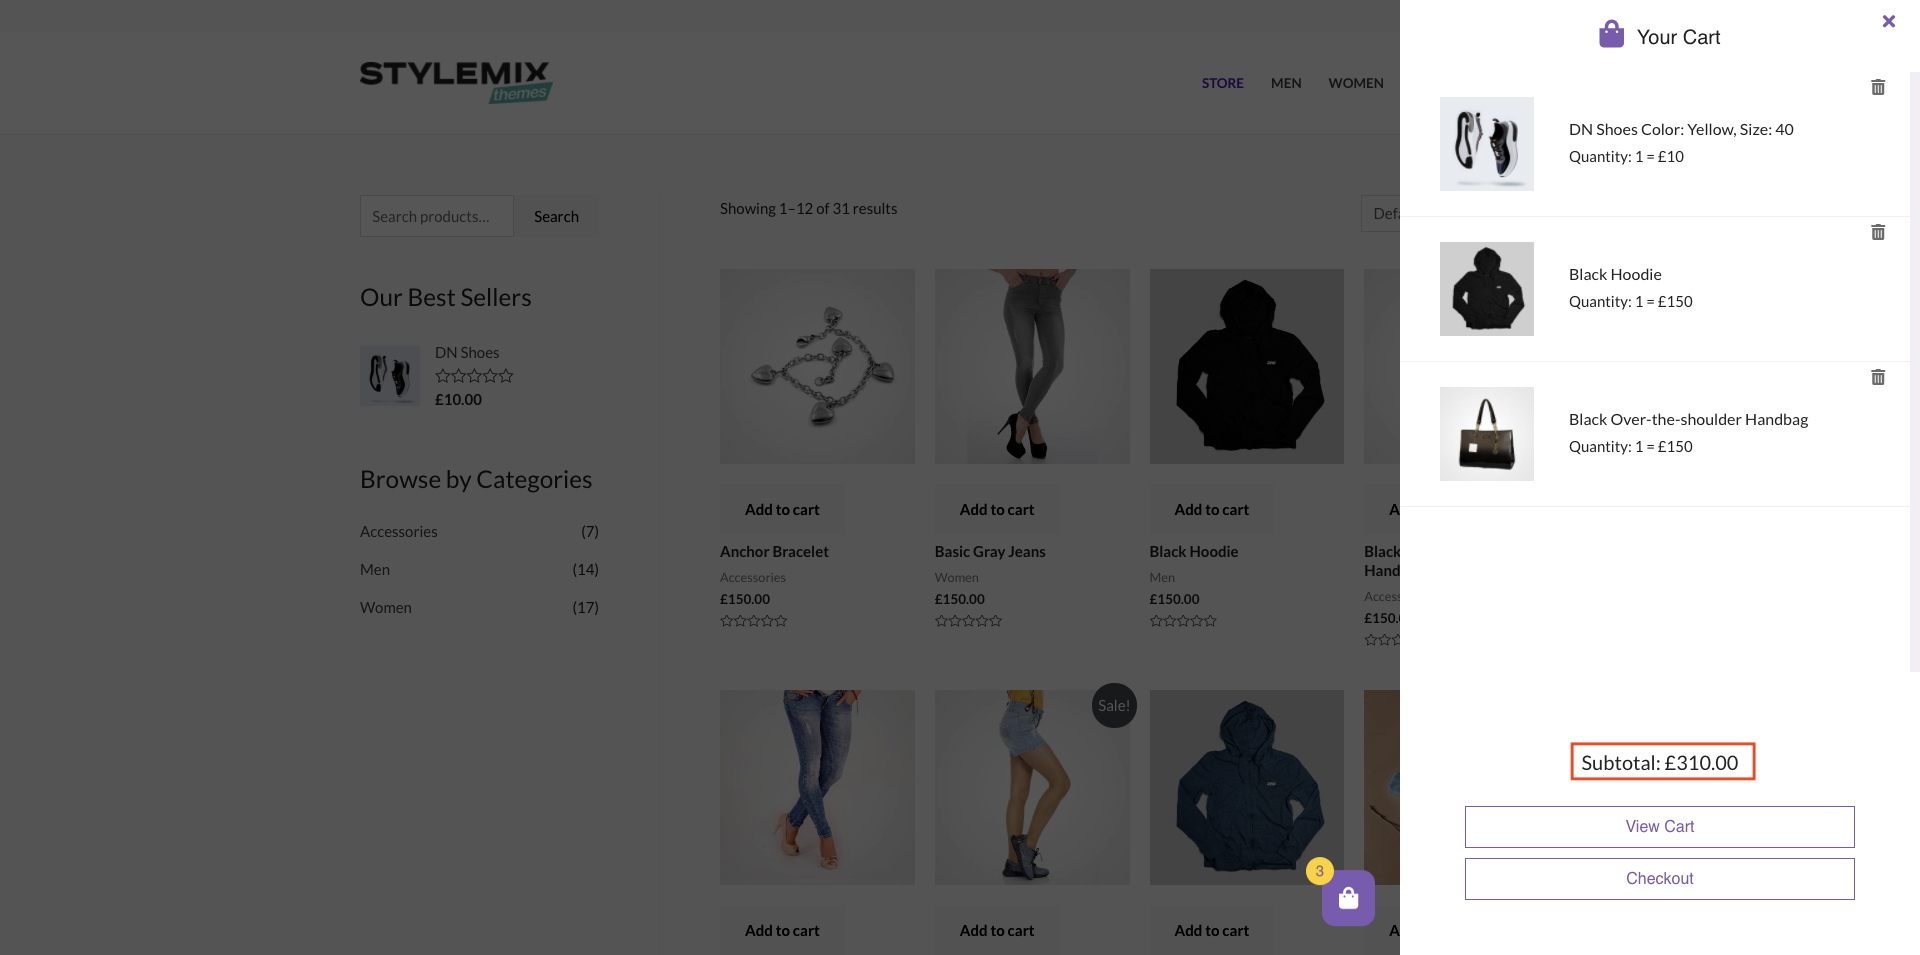 STYLEMIX
themes
STORE
MEN
WOMEN
Search products...
Search
Showing 1–12 of 31 results
Our Best Sellers
DN Shoes
£10.00
Browse by Categories
Accessories (7)
Men (14)
Women (17)
Add to cart
Anchor Bracelet
Accessories
£150.00
Add to cart
Basic Gray Jeans
Women
£150.00
Add to cart
Black Hoodie
Men
£150.00
Black
Sale!
Add to cart
Add to cart
Add to cart
3
Your Cart
DN Shoes Color: Yellow, Size: 40
Quantity: 1 = £10
Black Hoodie
Quantity: 1 = £150
Black Over-the-shoulder Handbag
Quantity: 1 = £150
Subtotal: £310.00
View Cart
Checkout